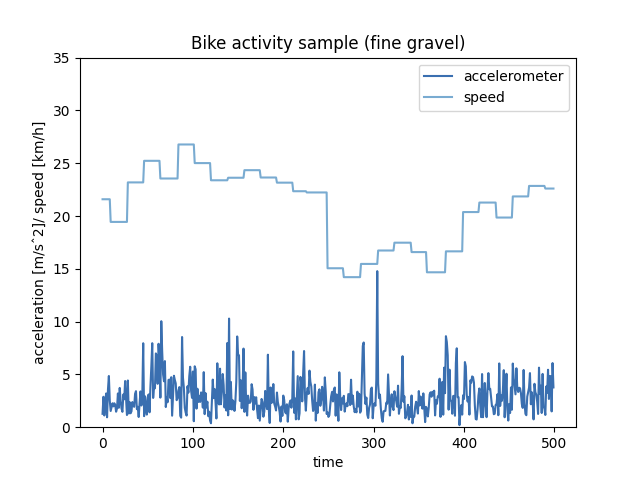 Bike activity sample (fine gravel)
accelerometer
speed
35
30
25
20
15
10
5
0
acceleration [m/s^2]/ speed [km/h]
0 100 200 300 400 500
time